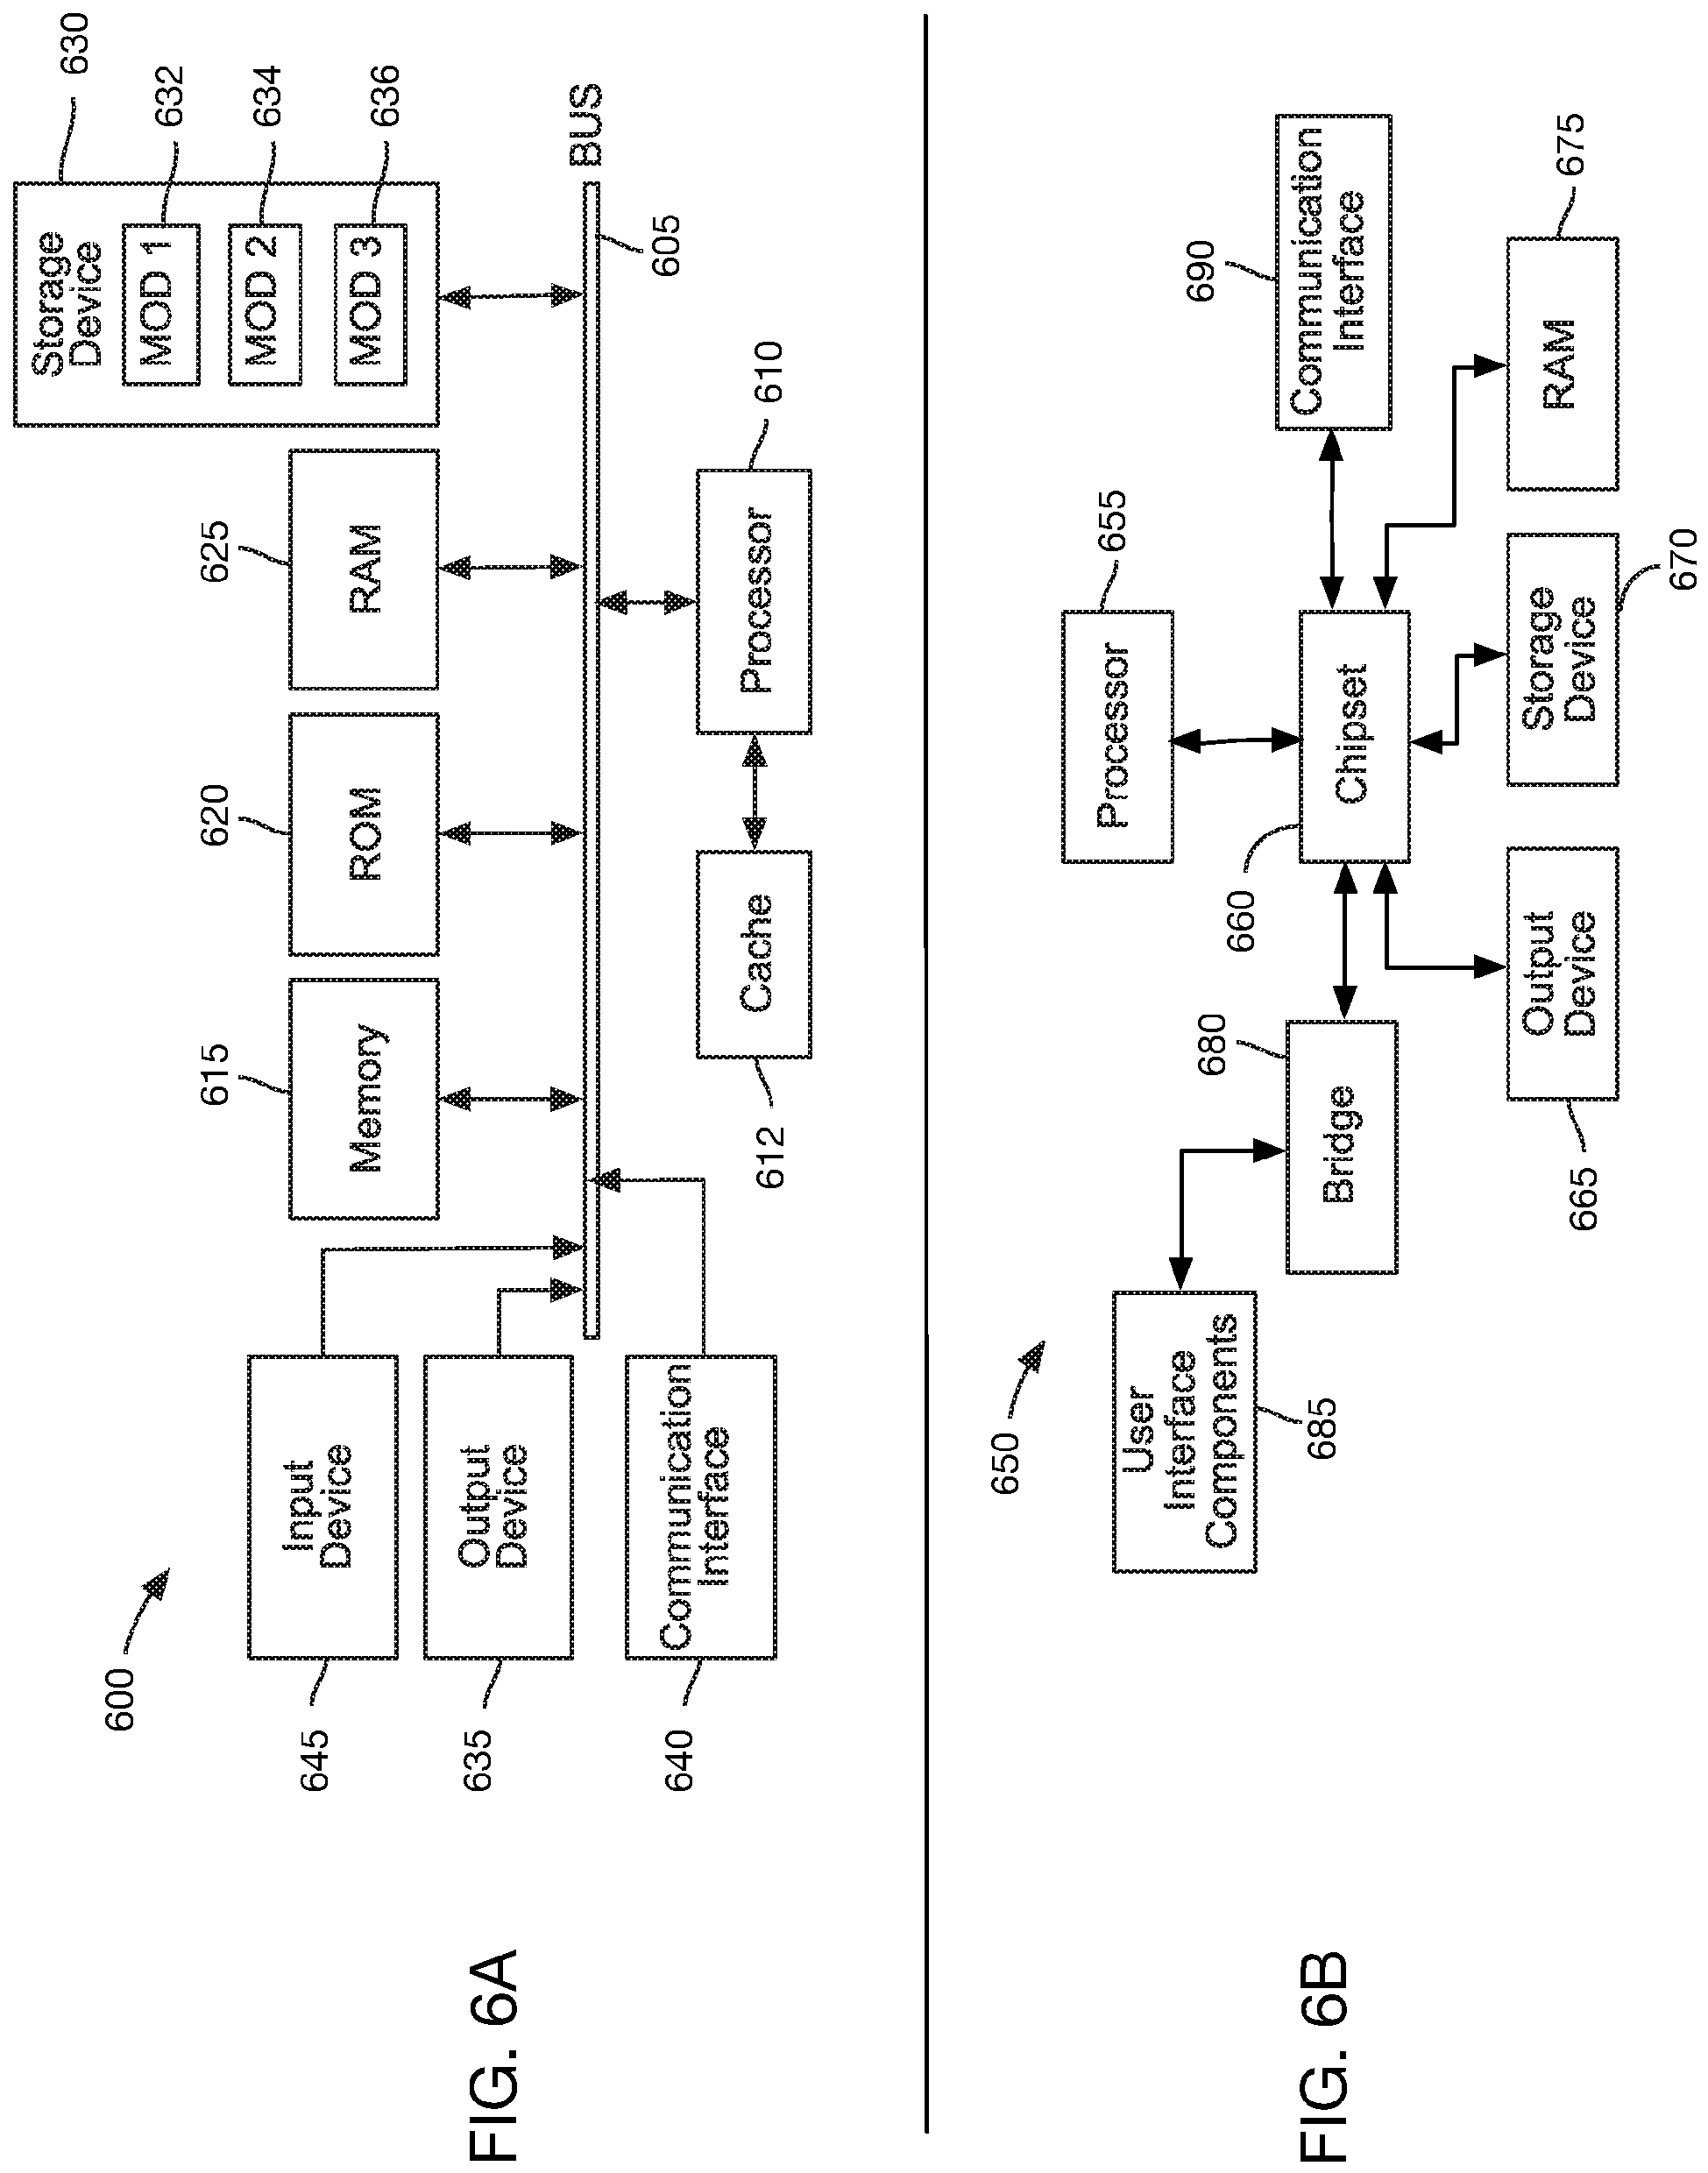 FIG. 6A
600
645
Input
Device
635
Output
Device
640
Communication
Interface
615
Memory
620
ROM
625
RAM
630
Storage
Device
632
MOD 1
634
MOD 2
636
MOD 3
BUS
605
610
Processor
612
Cache
FIG. 6B
650
685
User
Interface
Components
680
Bridge
655
Processor
660
Chipset
690
Communication
Interface
665
Output
Device
670
Storage
Device
675
RAM